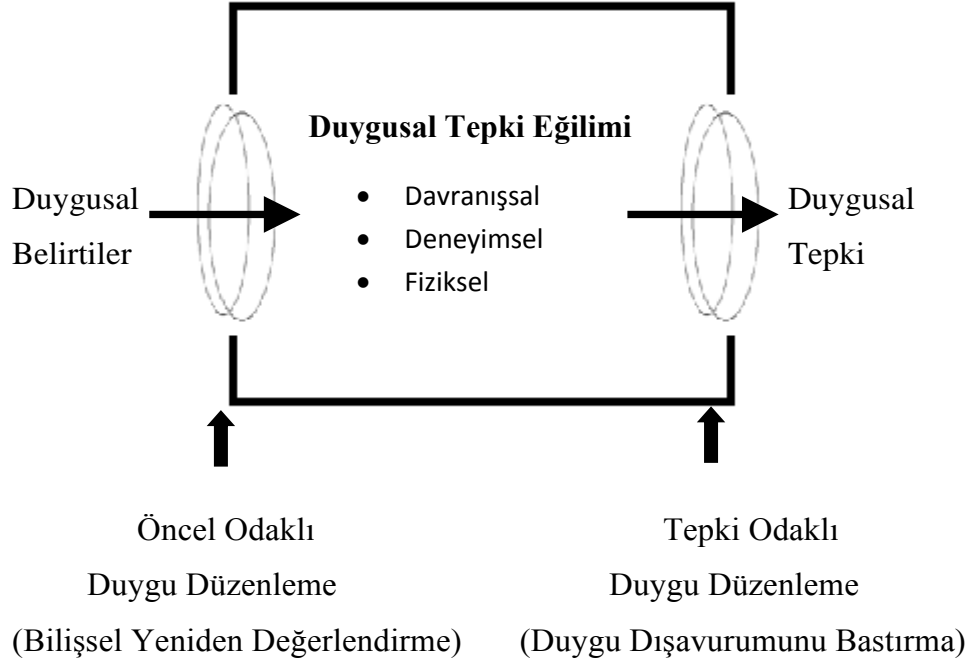 Duygusal Tepki Eğilimi
Duygusal
Belirtiler
• Davranışsal
• Deneyimsel
• Fiziksel
Duygusal
Tepki
Öncel Odaklı
Duygu Düzenleme
(Bilişsel Yeniden Değerlendirme)
Tepki Odaklı
Duygu Düzenleme
(Duygu Dışavurumunu Bastırma)